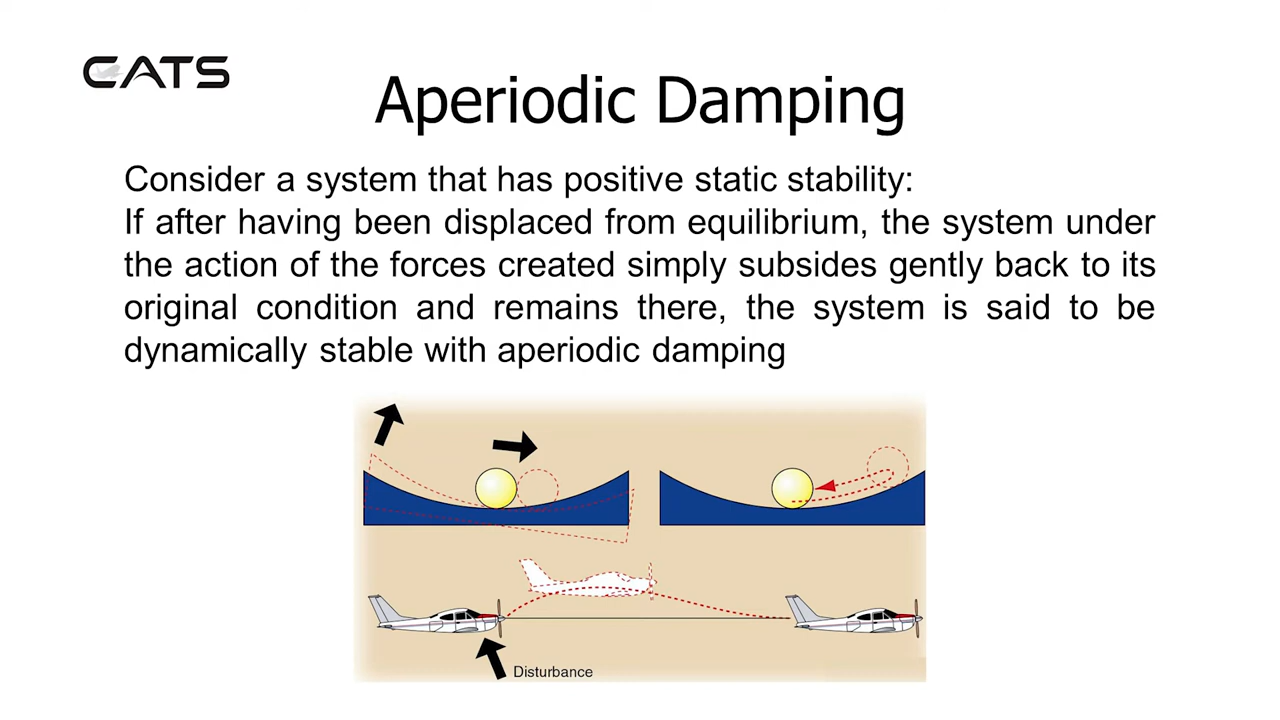 CATS
Aperiodic Damping
Consider a system that has positive static stability:
If after having been displaced from equilibrium, the system under
the action of the forces created simply subsides gently back to its
original condition and remains there, the system is said to be
dynamically stable with aperiodic damping
Disturbance